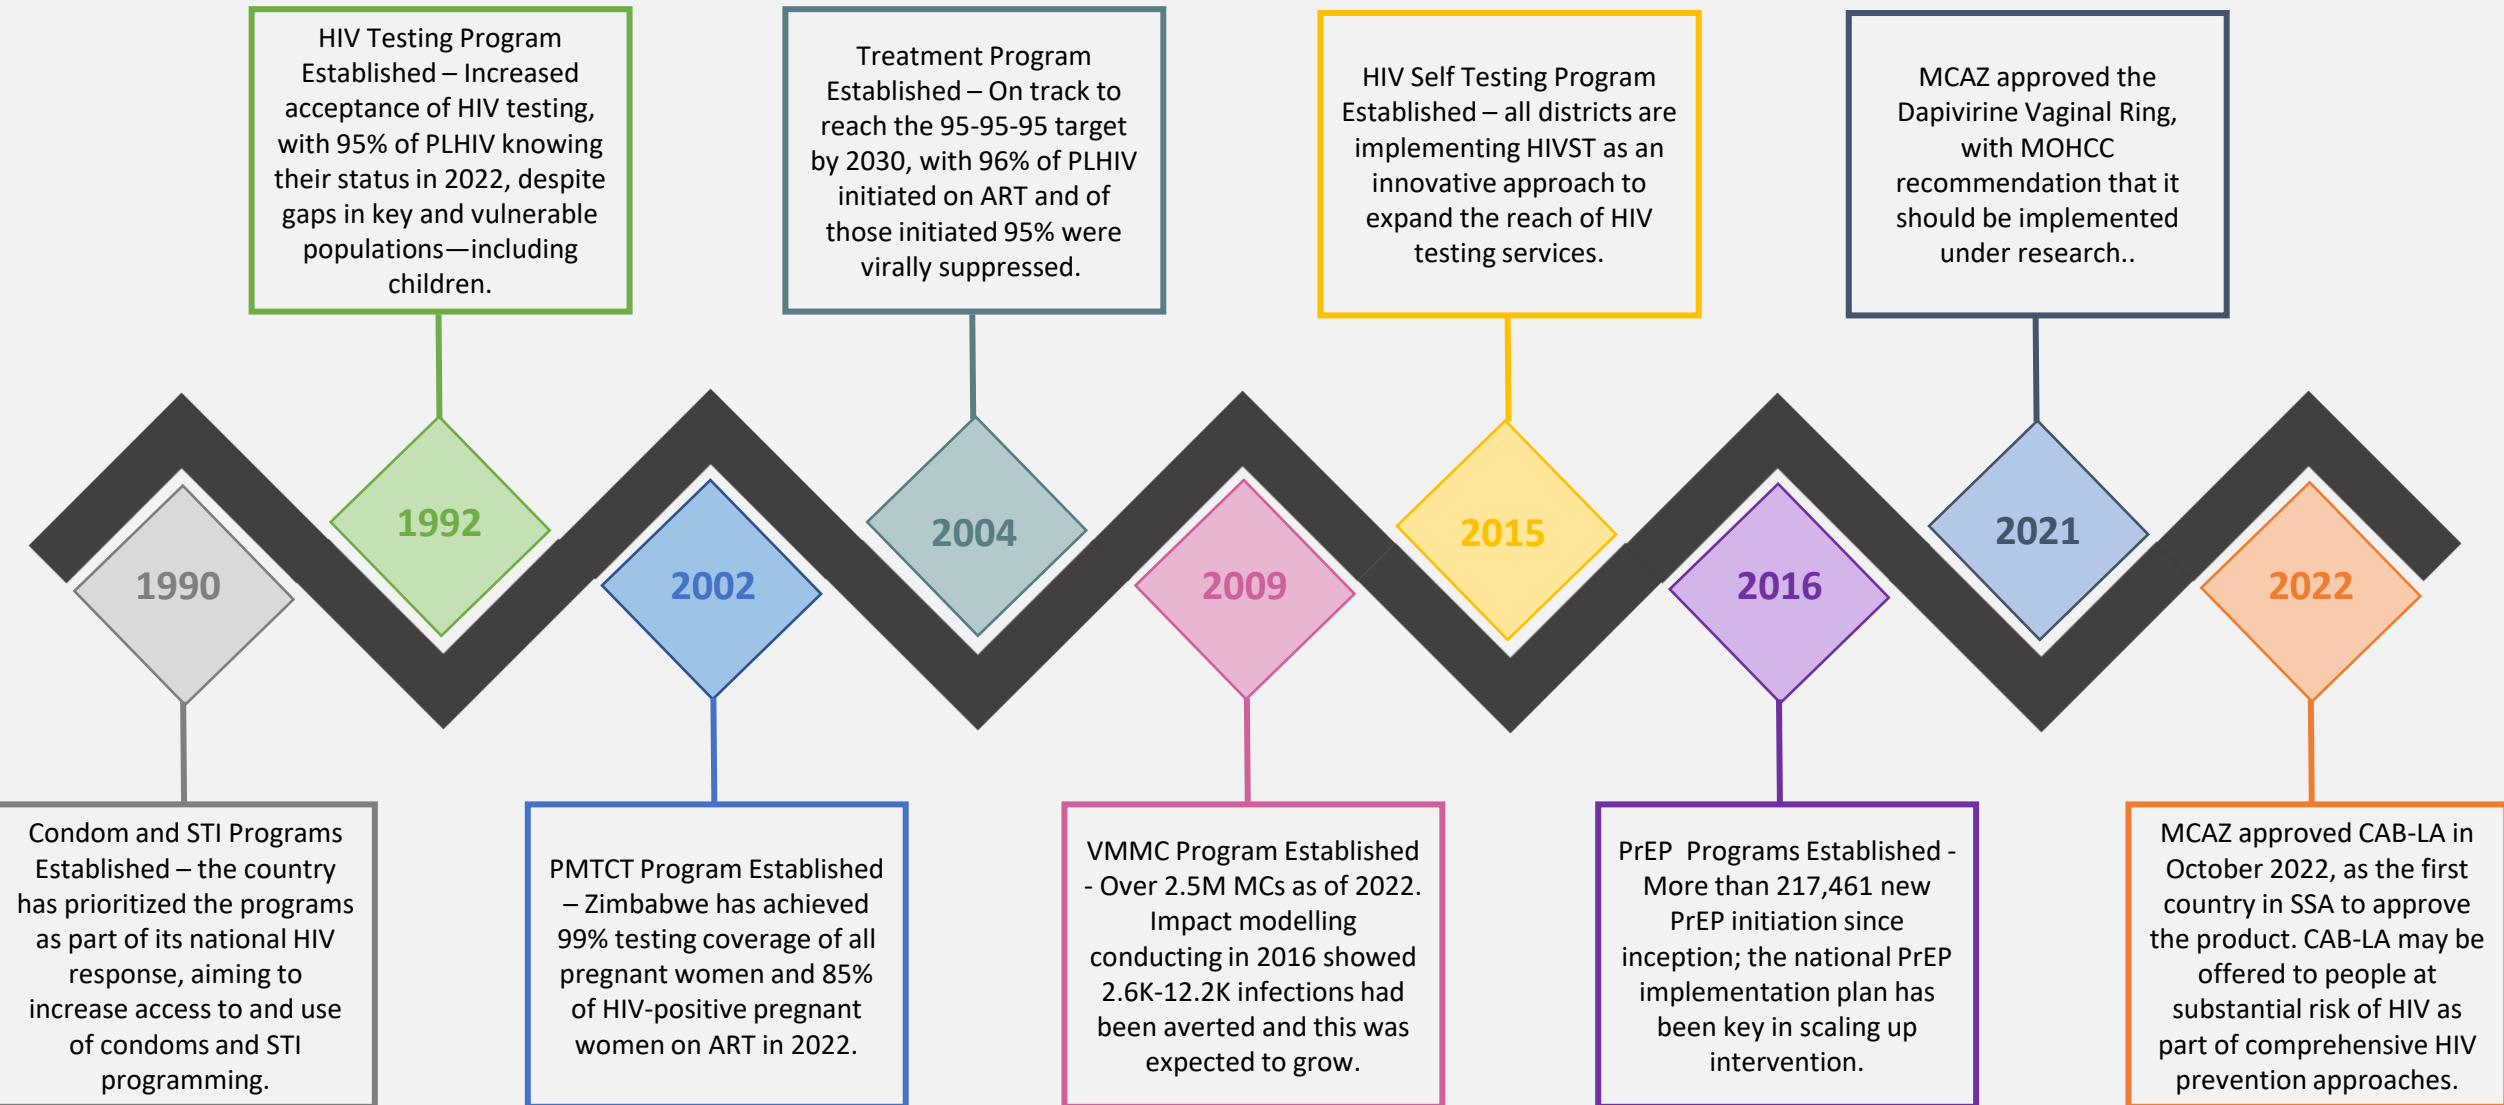 HIV Testing Program
Established – Increased
acceptance of HIV testing,
with 95% of PLHIV knowing
their status in 2022, despite
gaps in key and vulnerable
populations—including
children.
Treatment Program
Established – On track to
reach the 95-95-95 target
by 2030, with 96% of PLHIV
initiated on ART and of
those initiated 95% were
virally suppressed.
HIV Self Testing Program
Established – all districts are
implementing HIVST as an
innovative approach to
expand the reach of HIV
testing services.
MCAZ approved the
Dapivirine Vaginal Ring,
with MOHCC
recommendation that it
should be implemented
under research..
1990
1992
2002
2004
2009
2015
2016
2021
2022
Condom and STI Programs
Established – the country
has prioritized the programs
as part of its national HIV
response, aiming to
increase access to and use
of condoms and STI
programming.
PMTCT Program Established
– Zimbabwe has achieved
99% testing coverage of all
pregnant women and 85%
of HIV-positive pregnant
women on ART in 2022.
VMMC Program Established
- Over 2.5M MCs as of 2022.
Impact modelling
conducting in 2016 showed
2.6K-12.2K infections had
been averted and this was
expected to grow.
PrEP Programs Established -
More than 217,461 new
PrEP initiation since
inception; the national PrEP
implementation plan has
been key in scaling up
intervention.
MCAZ approved CAB-LA in
October 2022, as the first
country in SSA to approve
the product. CAB-LA may be
offered to people at
substantial risk of HIV as
part of comprehensive HIV
prevention approaches.